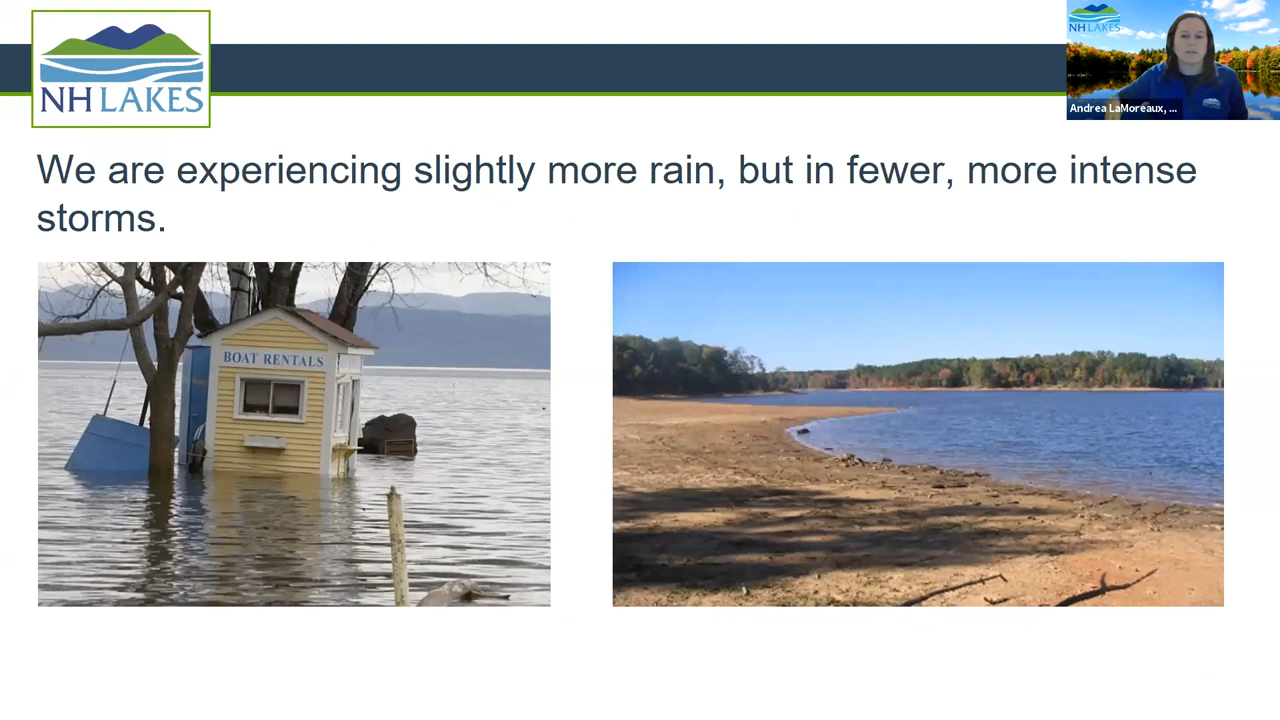 NH LAKES
NH LAKES
Andrea LaMoreaux, ...
We are experiencing slightly more rain, but in fewer, more intense
storms.
BOAT RENTALS